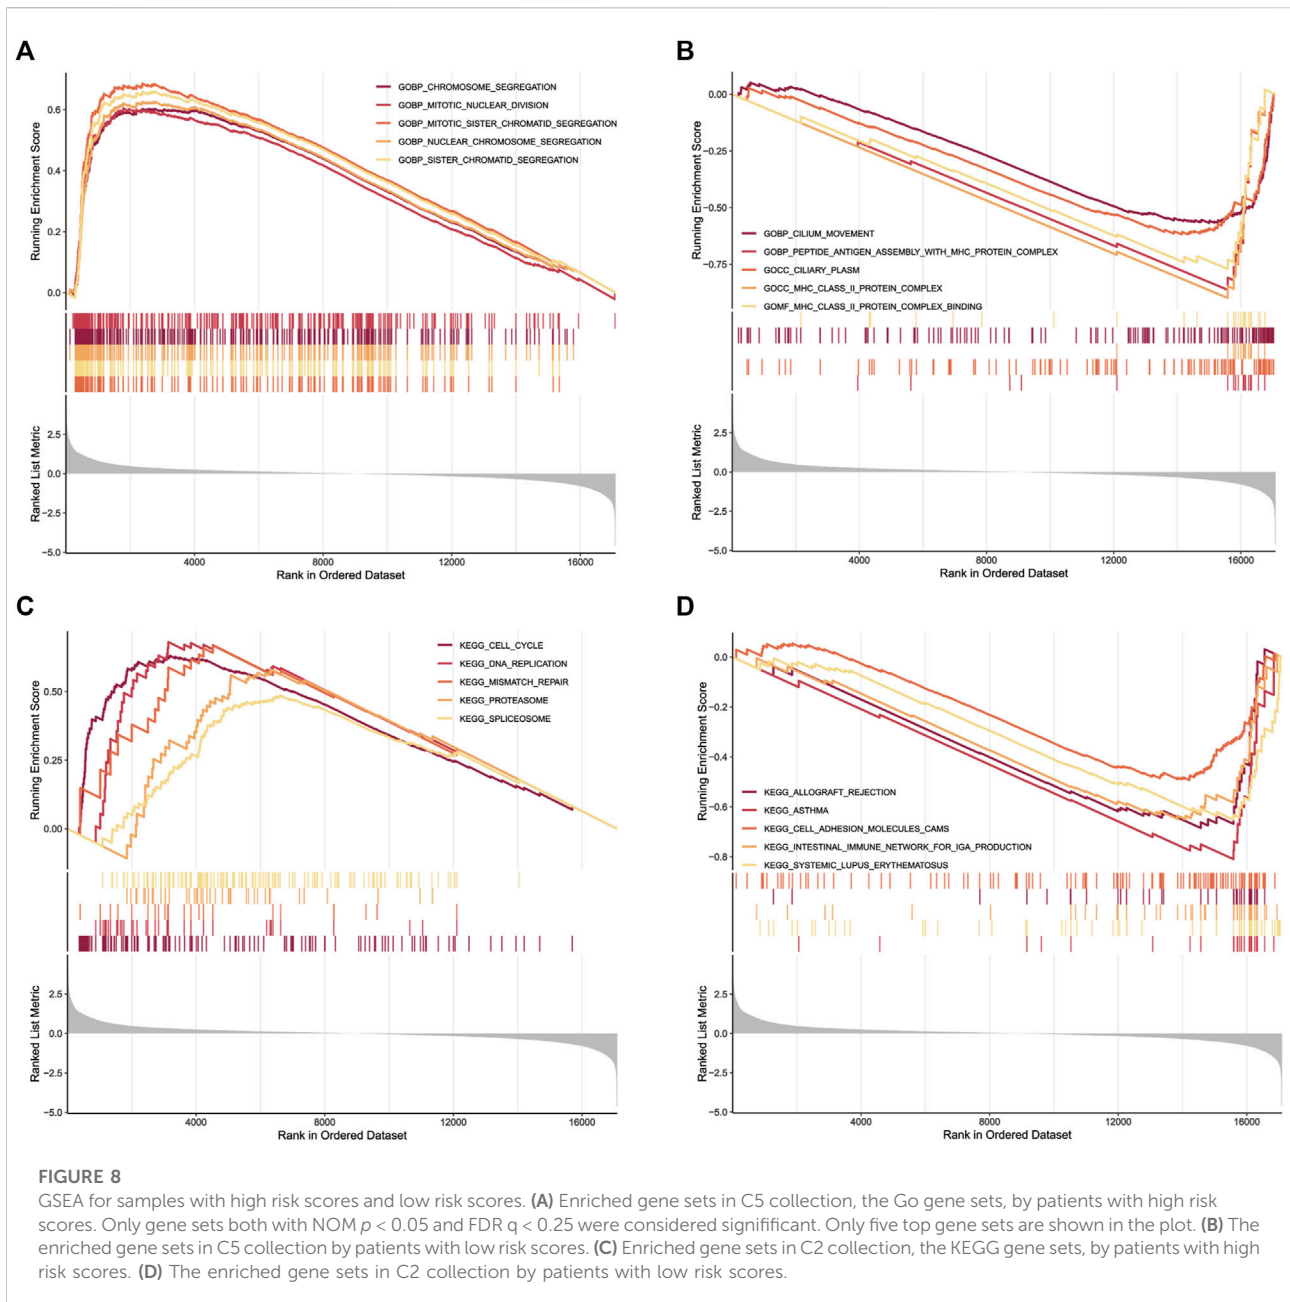 A
Running Enrichment Score
0.6
0.4
0.2
0.0
GOBP_CHROMOSOME_SEGREGATION
GOBP_MITOTIC_NUCLEAR_DIVISION
GOBP_MITOTIC_SISTER_CHROMATID_SEGREGATION
GOBP_NUCLEAR_CHROMOSOME_SEGREGATION
GOBP_SISTER_CHROMATID_SEGREGATION
Ranked List Metric
2.5
0.0
−2.5
−5.0
4000 8000 12000 16000
Rank in Ordered Dataset
B
Running Enrichment Score
0.00
−0.25
−0.50
−0.75
GOBP_CILIUM_MOVEMENT
GOBP_PEPTIDE_ANTIGEN_ASSEMBLY_WITH_MHC_PROTEIN_COMPLEX
GOCC_CILIARY_PLASM
GOCC_MHC_CLASS_II_PROTEIN_COMPLEX
GOMF_MHC_CLASS_II_PROTEIN_COMPLEX_BINDING
Ranked List Metric
2.5
0.0
−2.5
−5.0
4000 8000 12000 16000
Rank in Ordered Dataset
C
Running Enrichment Score
0.50
0.25
0.00
KEGG_CELL_CYCLE
KEGG_DNA_REPLICATION
KEGG_MISMATCH_REPAIR
KEGG_PROTEASOME
KEGG_SPLICEOSOME
Ranked List Metric
2.5
0.0
−2.5
−5.0
4000 8000 12000 16000
Rank in Ordered Dataset
D
Running Enrichment Score
0.0
−0.2
−0.4
−0.6
−0.8
KEGG_ALLOGRAFT_REJECTION
KEGG_ASTHMA
KEGG_CELL_ADHESION_MOLECULES_CAMS
KEGG_INTESTINAL_IMMUNE_NETWORK_FOR_IGA_PRODUCTION
KEGG_SYSTEMIC_LUPUS_ERYTHEMATOSUS
Ranked List Metric
2.5
0.0
−2.5
−5.0
4000 8000 12000 16000
Rank in Ordered Dataset
FIGURE 8
GSEA for samples with high risk scores and low risk scores. (A) Enriched gene sets in C5 collection, the Go gene sets, by patients with high risk
scores. Only gene sets both with NOM p < 0.05 and FDR q < 0.25 were considered signifificant. Only five top gene sets are shown in the plot. (B) The
enriched gene sets in C5 collection by patients with low risk scores. (C) Enriched gene sets in C2 collection, the KEGG gene sets, by patients with high
risk scores. (D) The enriched gene sets in C2 collection by patients with low risk scores.